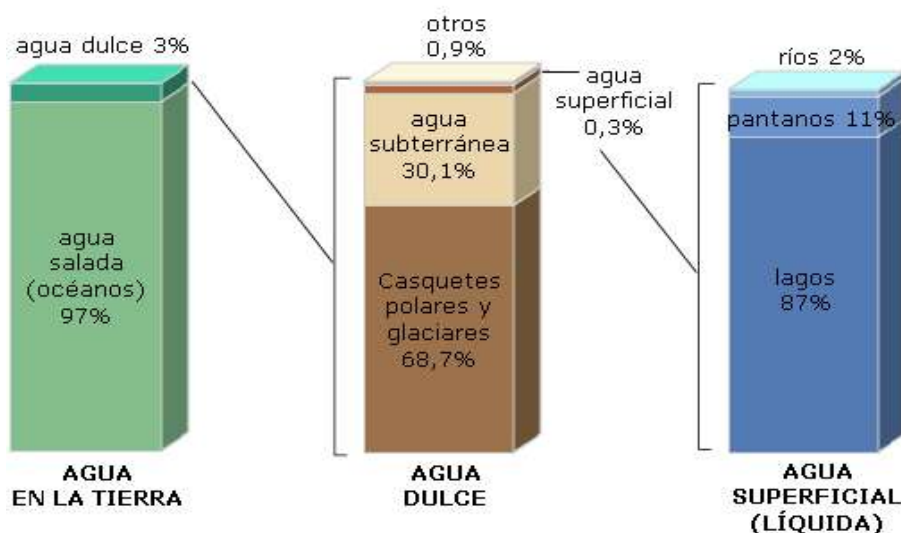 agua dulce 3%
agua
salada
(océanos)
97%
AGUA
EN LA TIERRA
otros
0,9%
agua
superficial
0,3%
agua
subterránea
30,1%
Casquetes
polares y
glaciares
68,7%
AGUA
DULCE
ríos 2%
pantanos 11%
lagos
87%
AGUA
SUPERFICIAL
(LÍQUIDA)